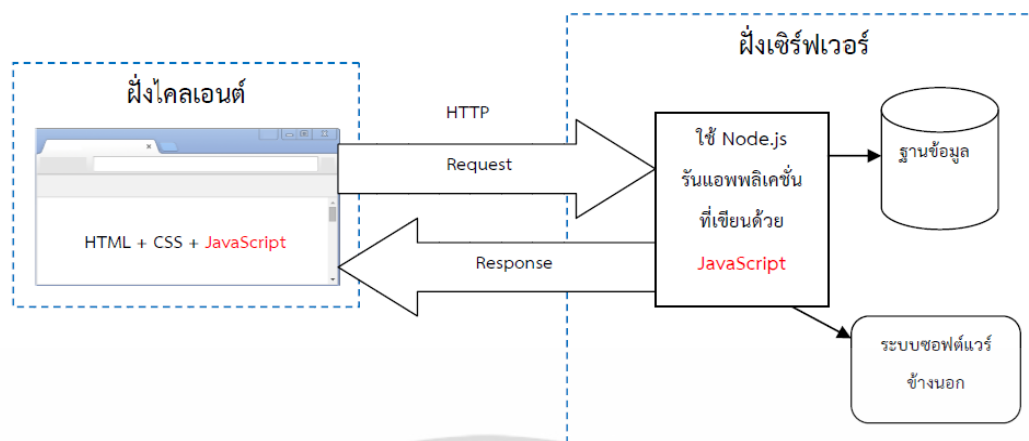 ฝั่งเซิร์ฟเวอร์
ฝั่งไคลเอนต์
HTTP
Request
Response
HTML + CSS + JavaScript
ใช้ Node.js
รันแอพพลิเคชั่น
ที่เขียนด้วย
JavaScript
ฐานข้อมูล
ระบบซอฟต์แวร์
ข้างนอก